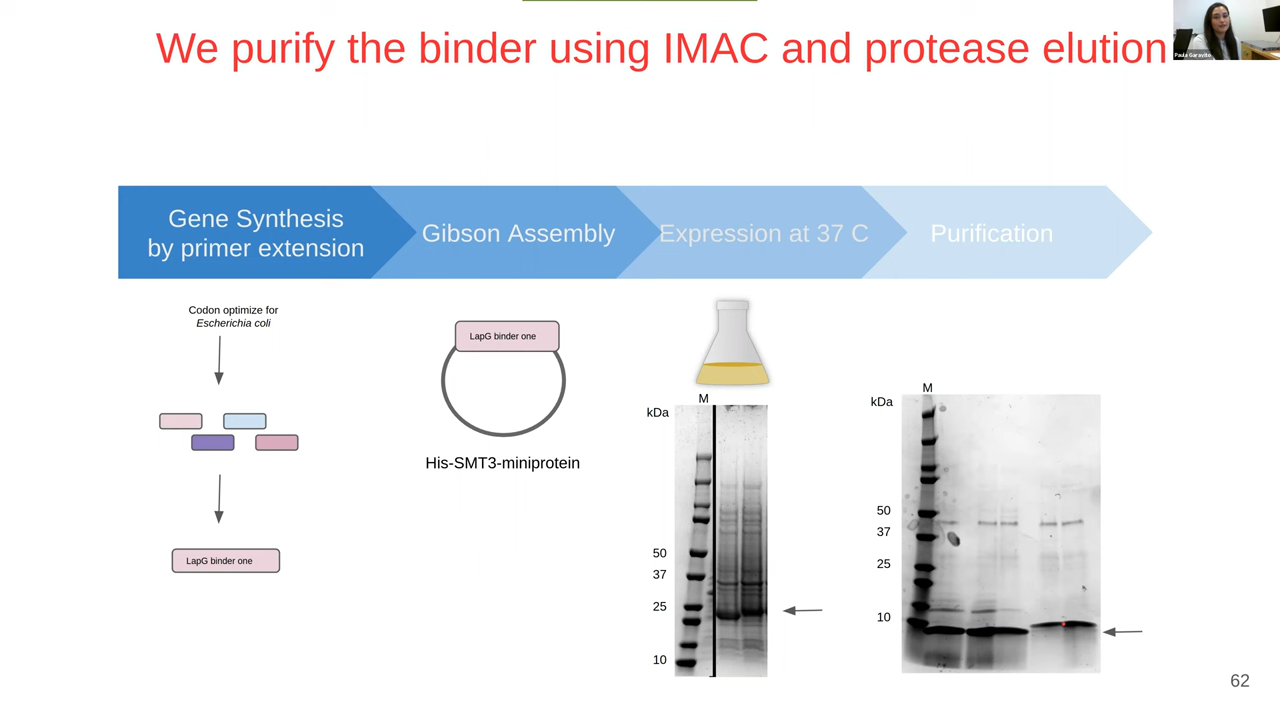 We purify the binder using IMAC and protease elution
Paula Garavito
Gene Synthesis
by primer extension
Gibson Assembly
Expression at 37 C
Purification
Codon optimize for
Escherichia coli
LapG binder one
LapG binder one
His-SMT3-miniprotein
M
kDa
50
37
25
10
M
kDa
50
37
25
10
62